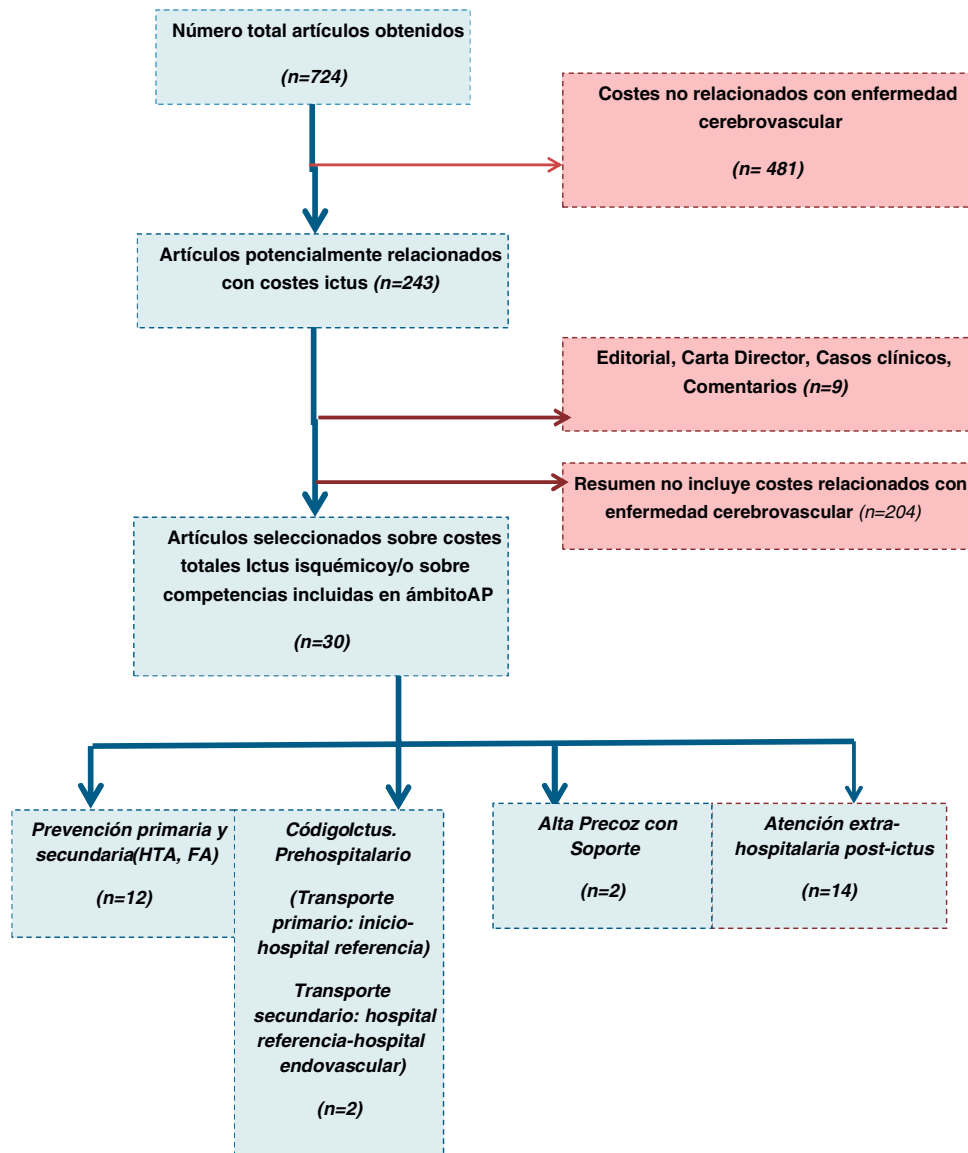 Número total artículos obtenidos
(n=724)
Costes no relacionados con enfermedad
cerebrovascular
(n= 481)
Artículos potencialmente relacionados
con costes ictus (n=243)
Editorial, Carta Director, Casos clínicos,
Comentarios (n=9)
Resumen no incluye costes relacionados con
enfermedad cerebrovascular (n=204)
Artículos seleccionados sobre costes
totales Ictus isquémicoy/o sobre
competencias incluidas en ámbitoAP
(n=30)
Prevención primaria y
secundaria(HTA, FA)
(n=12)
CódigoIctus.
Prehospitalario
(Transporte
primario: inicio-
hospital referencia)
Transporte
secundario: hospital
referencia-hospital
endovascular)
(n=2)
Alta Precoz con
Soporte
(n=2)
Atención extra-
hospitalaria post-ictus
(n=14)